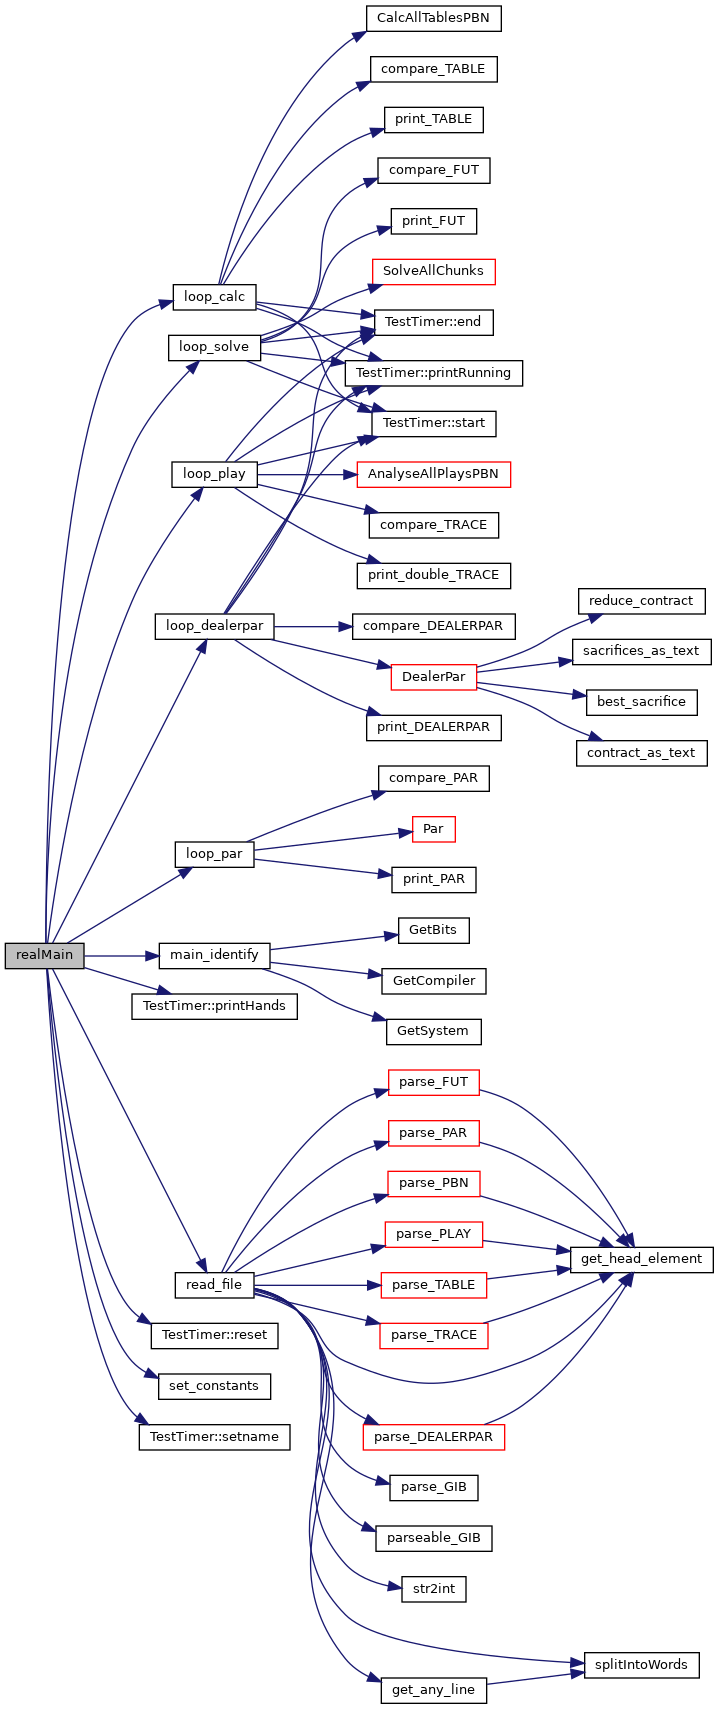 CalcAllTablesPBN
compare_TABLE
print_TABLE
compare_FUT
print_FUT
SolveAllChunks
loop_calc
TestTimer::end
loop_solve
TestTimer::printRunning
TestTimer::start
loop_play
AnalyseAllPlaysPBN
compare_TRACE
print_double_TRACE
reduce_contract
loop_dealerpar
compare_DEALERPAR
sacrifices_as_text
DealerPar
best_sacrifice
print_DEALERPAR
contract_as_text
compare_PAR
Par
loop_par
print_PAR
GetBits
realMain
main_identify
GetCompiler
TestTimer::printHands
GetSystem
parse_FUT
parse_PAR
parse_PBN
parse_PLAY
get_head_element
read_file
parse_TABLE
TestTimer::reset
parse_TRACE
set_constants
TestTimer::setname
parse_DEALERPAR
parse_GIB
parseable_GIB
str2int
splitIntoWords
get_any_line